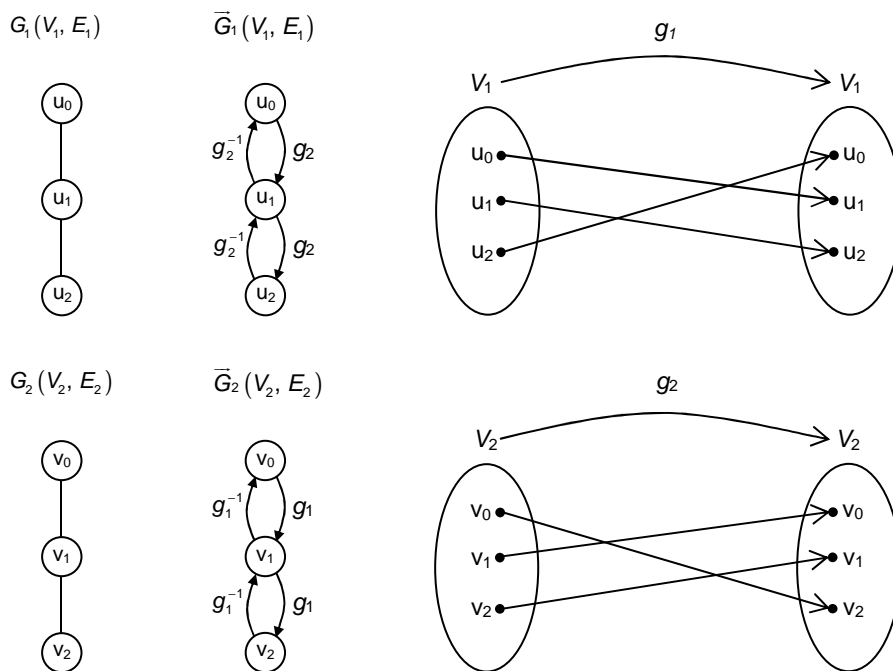 G₁(V₁, E₁)
G⃗₁(V₁, E₁)
g₁
V₁
V₁
u₀
u₁
u₂
u₀
g₂⁻¹
g₂
u₁
g₂⁻¹
g₂
u₂
u₀
u₁
u₂
u₀
u₁
u₂
G₂(V₂, E₂)
G⃗₂(V₂, E₂)
g₂
V₂
V₂
v₀
v₁
v₂
v₀
g₁⁻¹
g₁
v₁
g₁⁻¹
g₁
v₂
v₀
v₁
v₂
v₀
v₁
v₂